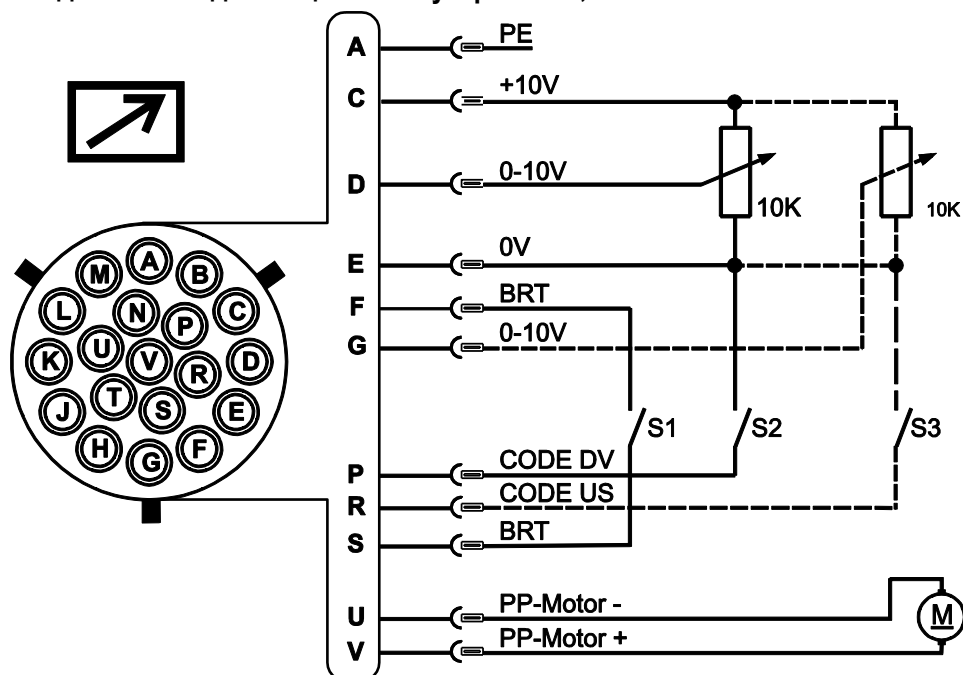 A PE
C +10V
D 0-10V
10K 10K
E 0V
F BRT
G 0-10V
S1 S2 S3
P CODE DV
R CODE US
S BRT
U PP-Motor -
V PP-Motor +
M
A
M B
N
L P C
U
K V R D
T
J S E
H F
G